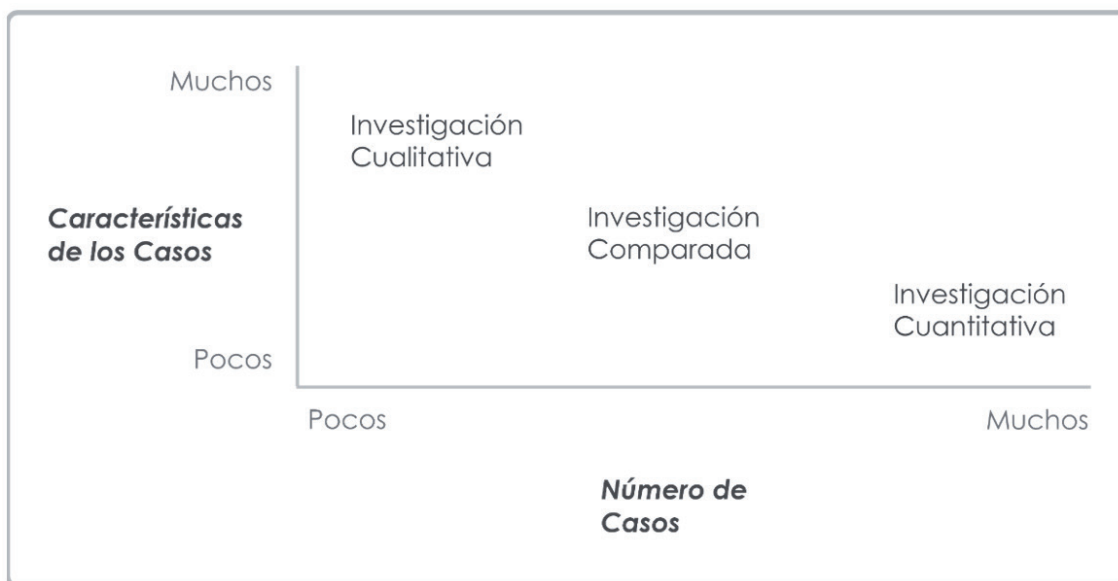 Muchos
Investigación
Cualitativa
Características
de los Casos
Investigación
Comparada
Investigación
Cuantitativa
Pocos
Pocos
Muchos
Número de
Casos